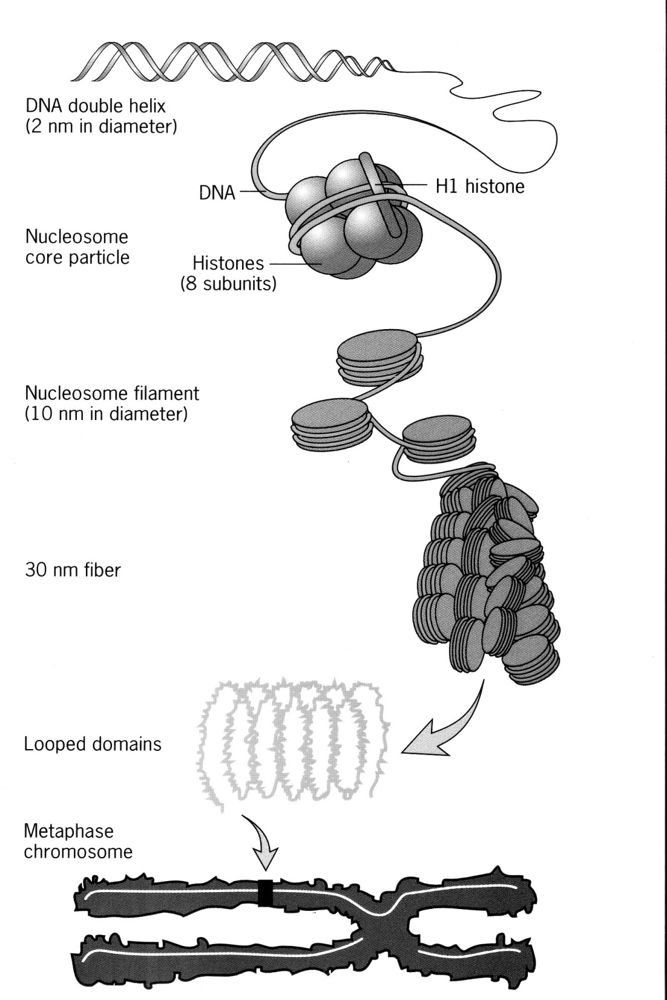 DNA double helix
(2 nm in diameter)
DNA
H1 histone
Nucleosome
core particle
Histones
(8 subunits)
Nucleosome filament
(10 nm in diameter)
30 nm fiber
Looped domains
Metaphase
chromosome